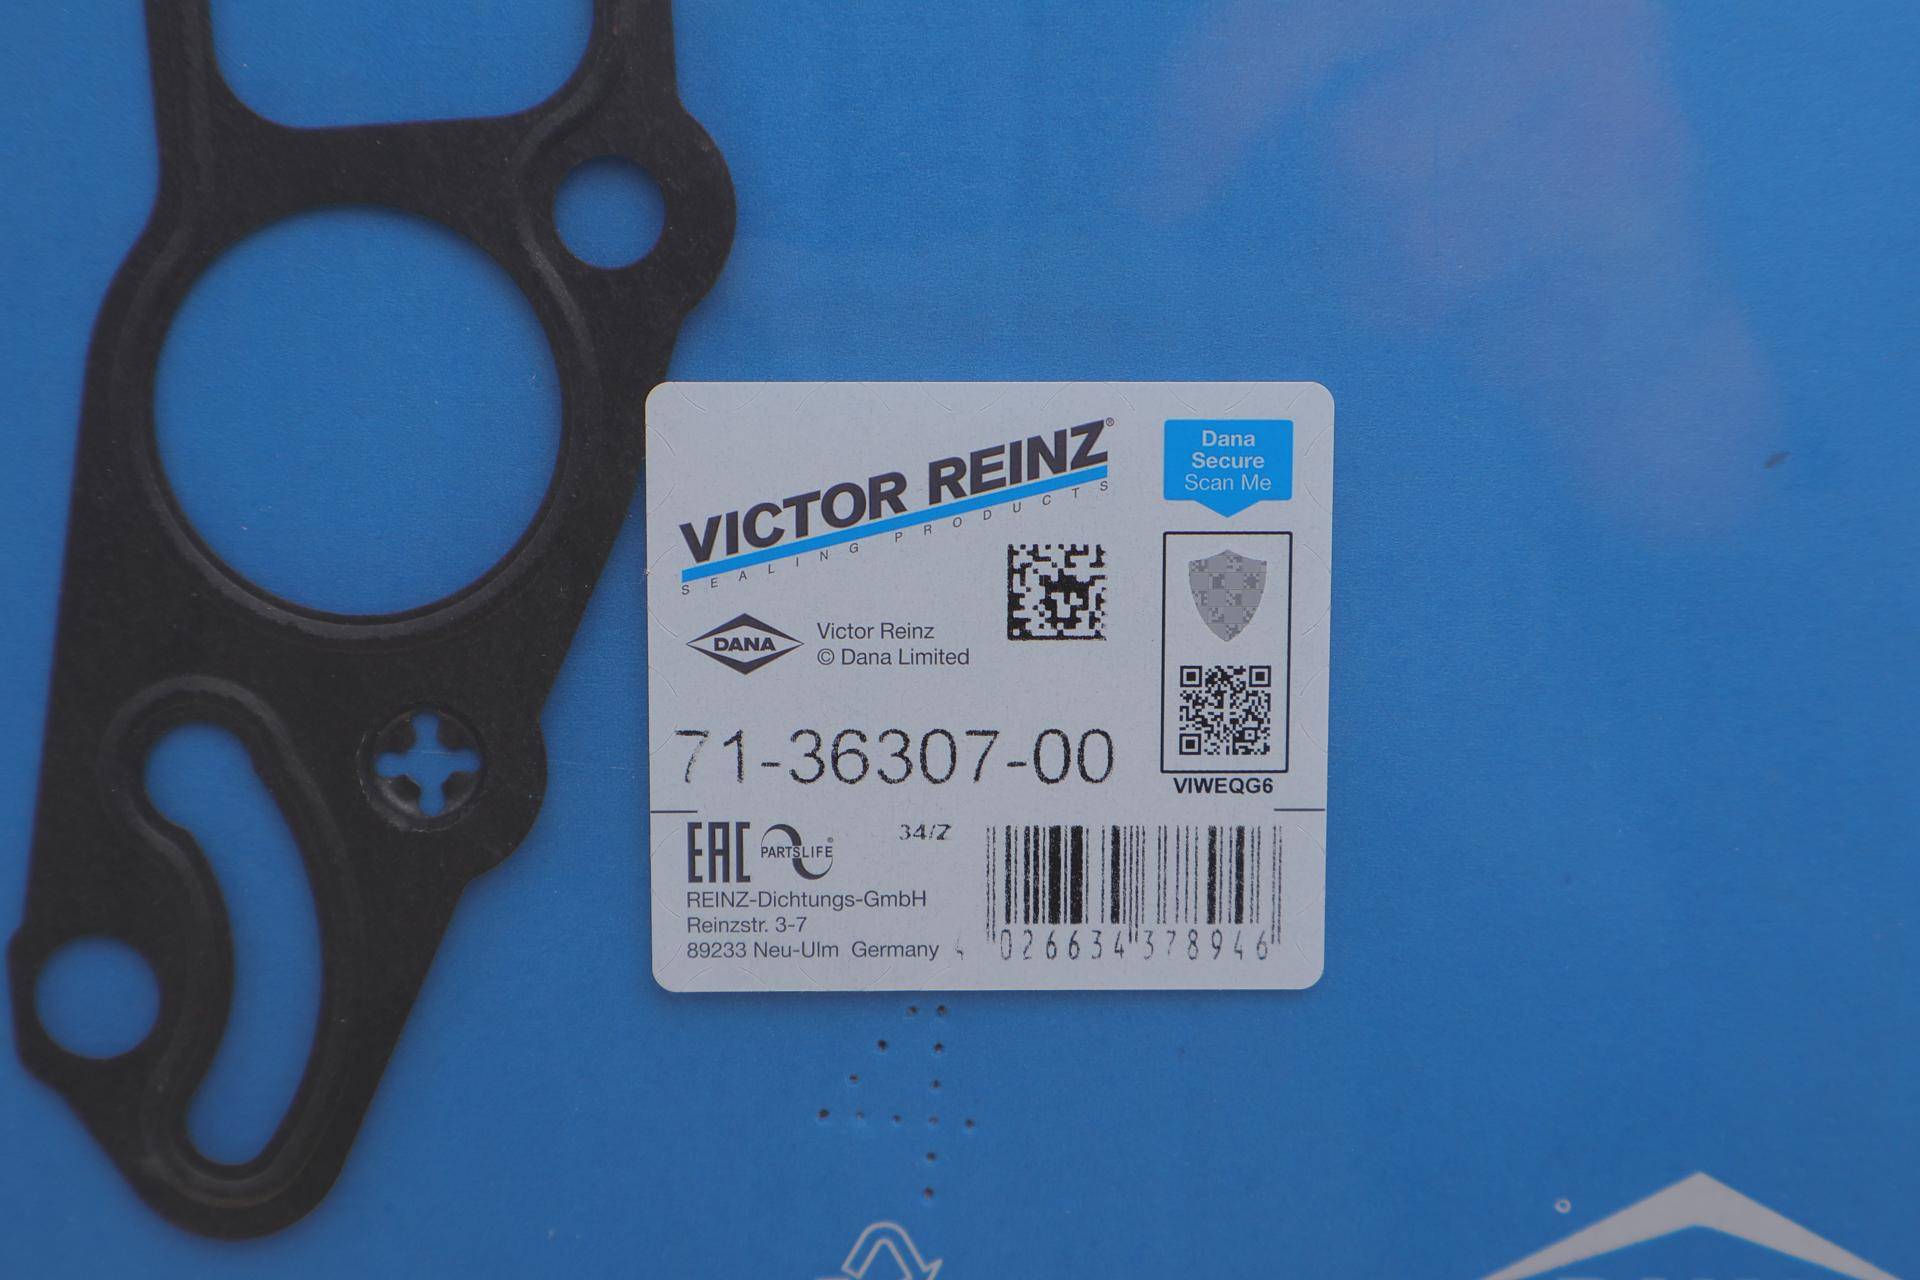 VICTOR REINZ®
SEALING PRODUCTS
Dana
Secure
Scan Me
DANA
Victor Reinz
© Dana Limited
71-36307-00
VIWEQG6
EAC
PARTSLIFE®
34/Z
REINZ-Dichtungs-GmbH
Reinzstr. 3-7
89233 Neu-Ulm Germany
4 026634 378946
4